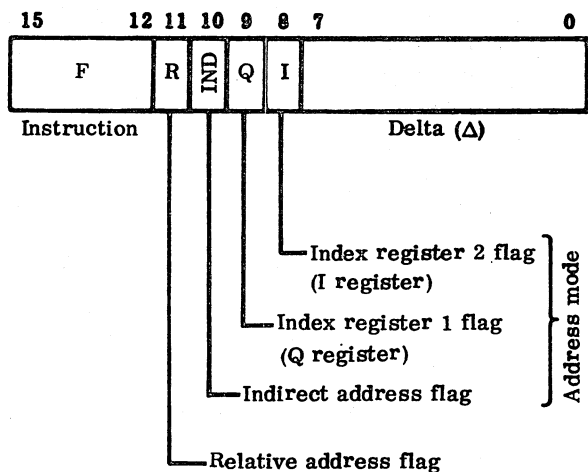 15 12 11 10 9 8 7 0
F R IND Q I
Instruction Delta (Δ)
Index register 2 flag
(I register)
Index register 1 flag
(Q register)
Indirect address flag
Relative address flag
Address mode